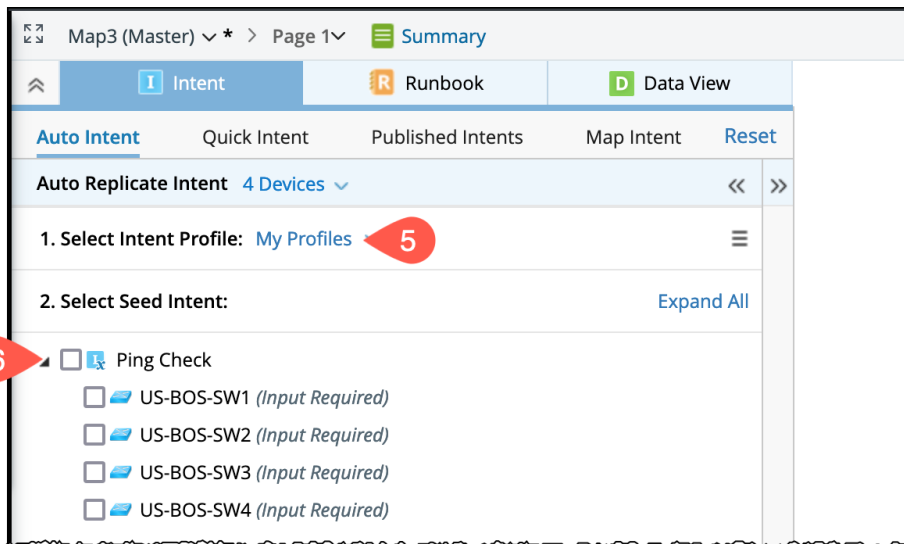 Map3 (Master) * > Page 1 Summary
I Intent R Runbook D Data View
Auto Intent Quick Intent Published Intents Map Intent Reset
Auto Replicate Intent 4 Devices
1. Select Intent Profile: My Profiles 5
2. Select Seed Intent: Expand All
6 Ping Check
US-BOS-SW1 (Input Required)
US-BOS-SW2 (Input Required)
US-BOS-SW3 (Input Required)
US-BOS-SW4 (Input Required)